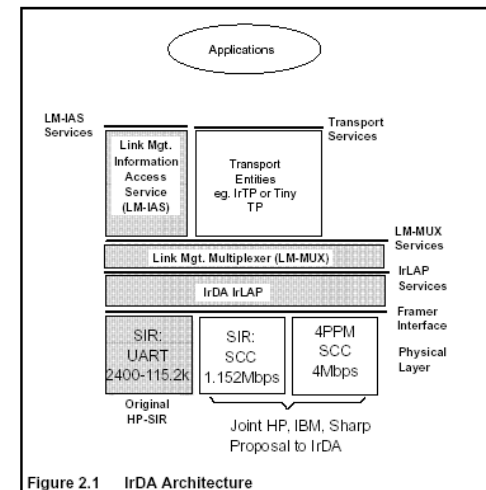 Applications
LM-IAS
Services
Transport
Services
Link Mgt.
Information
Access
Service
(LM-IAS)
Transport
Entities
eg. IrTP or Tiny
TP
LM-MUX
Services
Link Mgt. Multiplexer (LM-MUX)
IrLAP
Services
IrDA IrLAP
Framer
Interface
SIR:
UART
2400-115.2k
SIR:
SCC
1.152Mbps
4PPM
SCC
4Mbps
Physical
Layer
Original
HP-SIR
Joint HP, IBM, Sharp
Proposal to IrDA
Figure 2.1 IrDA Architecture